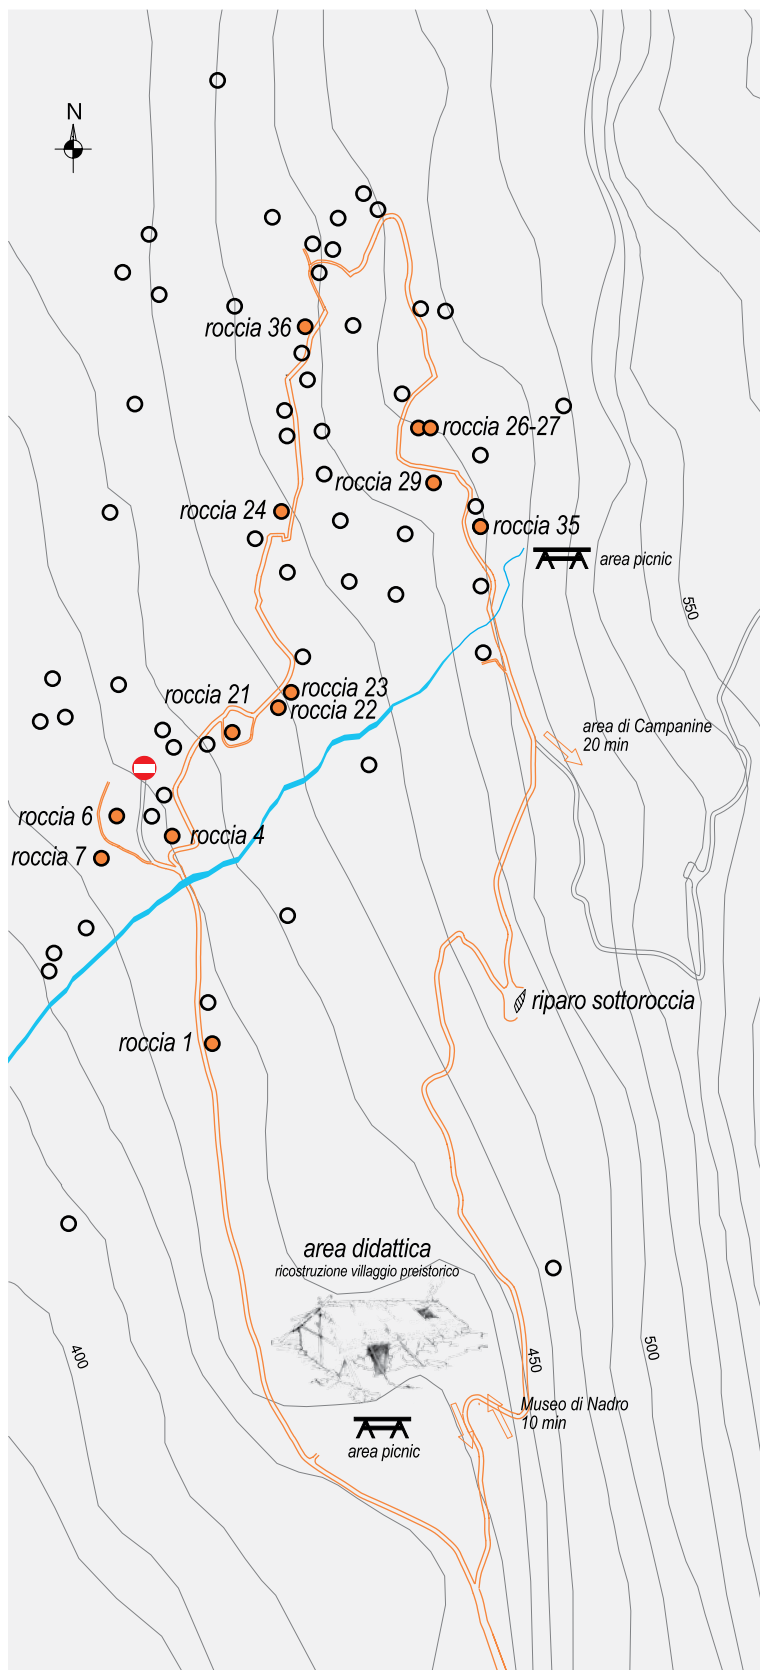 N
roccia 36
roccia 26-27
roccia 29
roccia 24
roccia 35
area picnic
550
roccia 21
roccia 23
roccia 22
area di Campanine
20 min
roccia 6
roccia 4
roccia 7
riparo sottoroccia
roccia 1
area didattica
ricostruzione villaggio preistorico
400
450
500
Museo di Nadro
10 min
area picnic